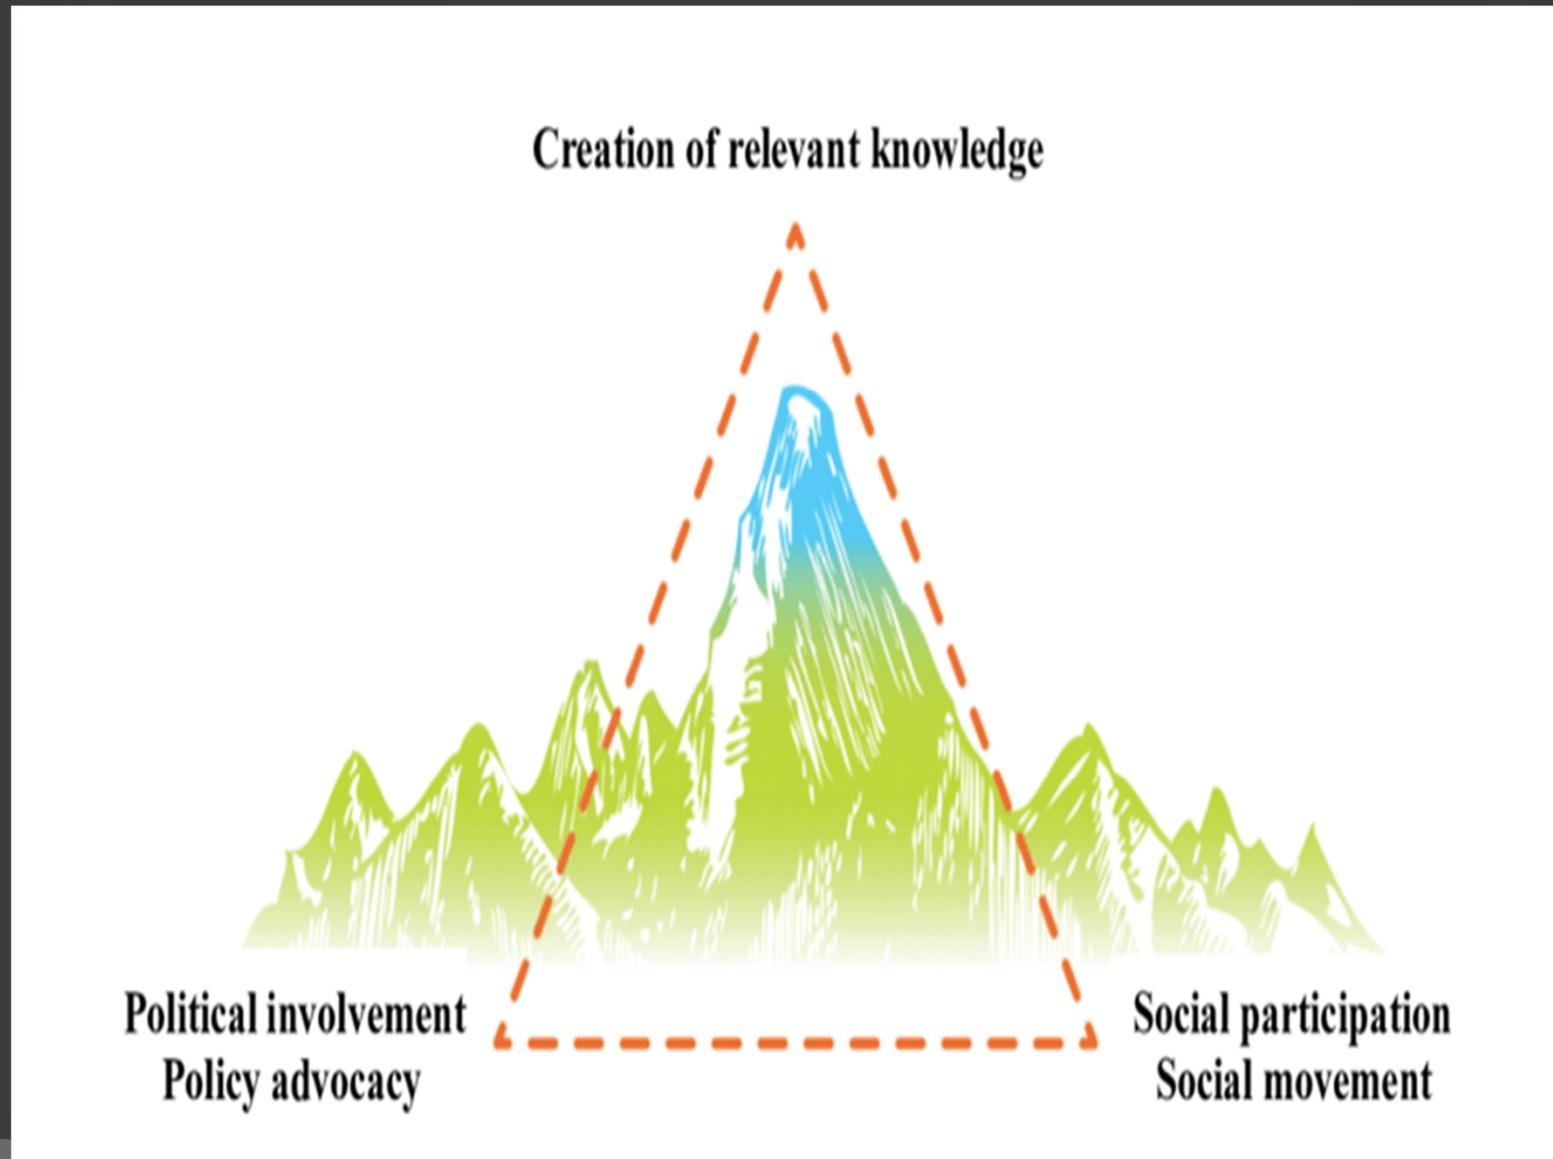 Creation of relevant knowledge
Political involvement
Policy advocacy
Social participation
Social movement